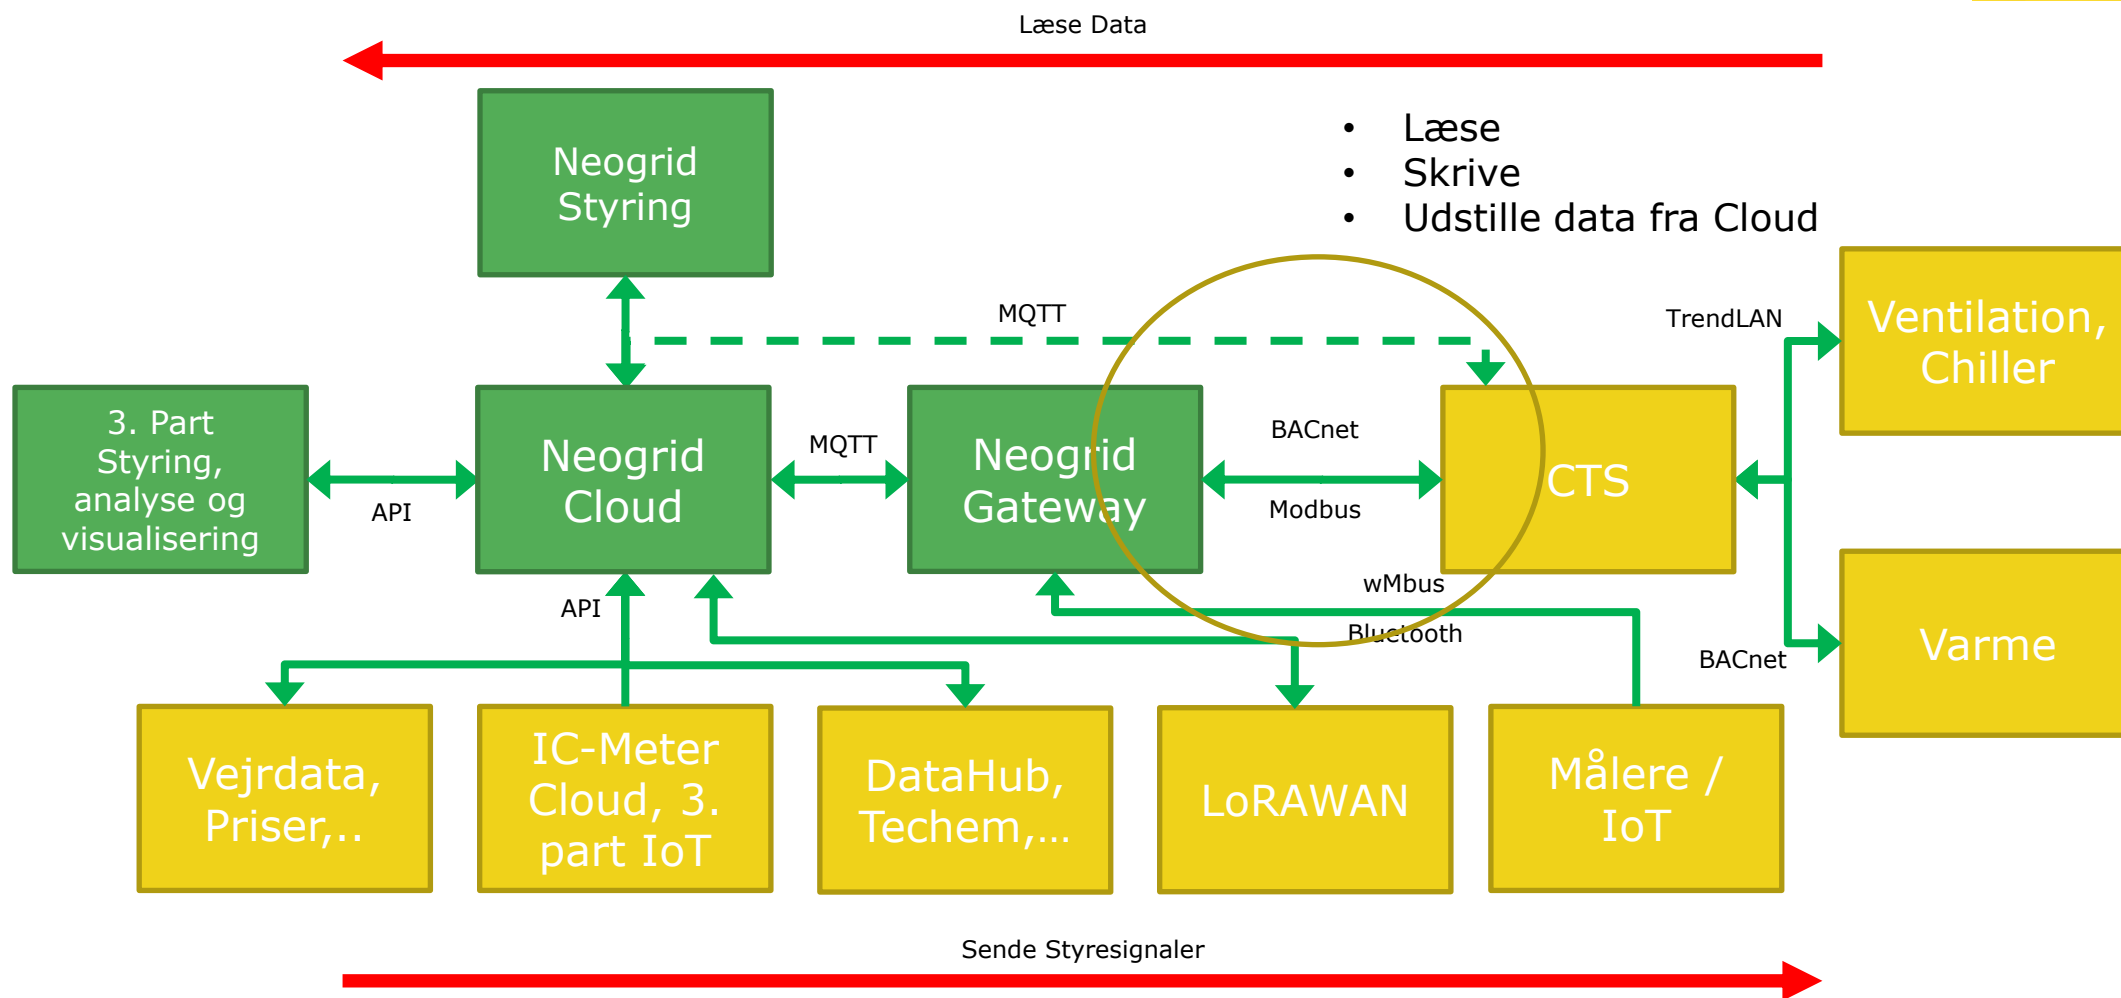 Læse Data
Neogrid
Styring
• Læse
• Skrive
• Udstille data fra Cloud
MQTT
TrendLAN
Ventilation,
Chiller
3. Part
Styring,
analyse og
visualisering
API
Neogrid
Cloud
MQTT
Neogrid
Gateway
BACnet
Modbus
CTS
wMbus
Bluetooth
API
BACnet
Varme
Vejrdata,
Priser,..
IC-Meter
Cloud, 3.
part IoT
DataHub,
Techem,...
LoRAWAN
Målere /
IoT
Sende Styresignaler